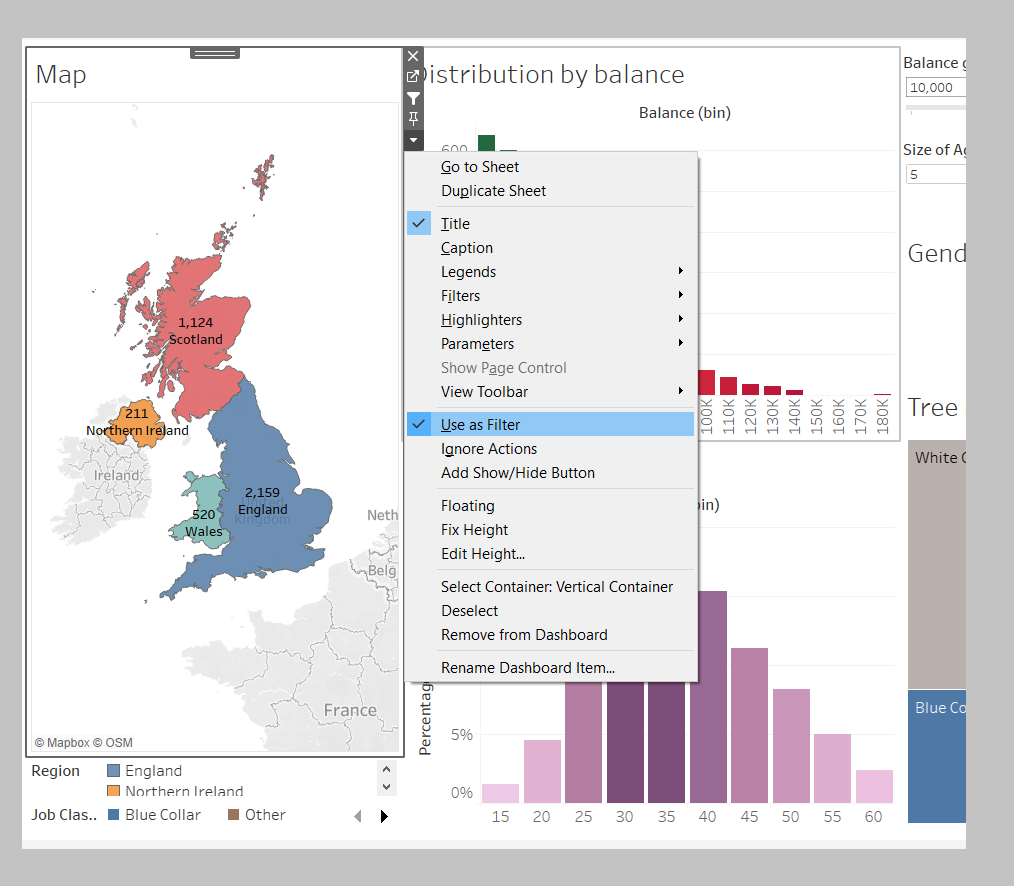 Map
1,124
Scotland
211
Northern Ireland
Ireland
2,159
England
United
Kingdom
520
Wales
Neth
Belg
France
© Mapbox © OSM
Region
England
Northern Ireland
Job Clas..
Blue Collar
Other
Distribution by balance
Balance (bin)
600
100K
110K
120K
130K
140K
150K
160K
170K
180K
Go to Sheet
Duplicate Sheet
Title
Caption
Legends
Filters
Highlighters
Parameters
Show Page Control
View Toolbar
Use as Filter
Ignore Actions
Add Show/Hide Button
Floating
Fix Height
Edit Height...
Select Container: Vertical Container
Deselect
Remove from Dashboard
Rename Dashboard Item...
bin)
Percentag
5%
0%
15
20
25
30
35
40
45
50
55
60
Balance g
10,000
Size of Ag
5
Gend
Tree
White C
Blue Co